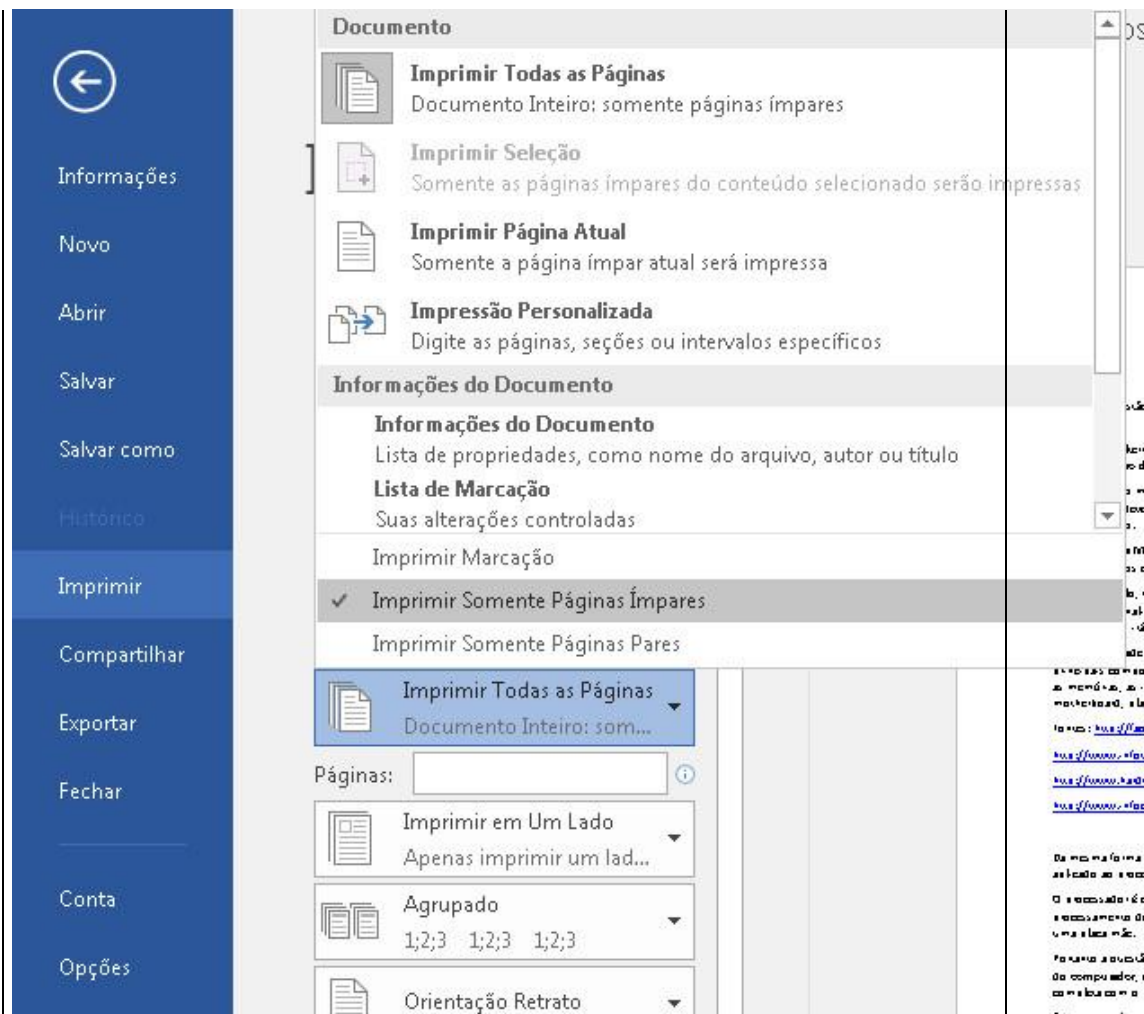 Informações
Novo
Abrir
Salvar
Salvar como
Histórico
Imprimir
Compartilhar
Exportar
Fechar
Conta
Opções
Documento
Imprimir Todas as Páginas
Documento Inteiro: somente páginas ímpares
Imprimir Seleção
Somente as páginas ímpares do conteúdo selecionado serão impressas
Imprimir Página Atual
Somente a página ímpar atual será impressa
Impressão Personalizada
Digite as páginas, seções ou intervalos específicos
Informações do Documento
Informações do Documento
Lista de propriedades, como nome do arquivo, autor ou título
Lista de Marcação
Suas alterações controladas
Imprimir Marcação
Imprimir Somente Páginas Ímpares
Imprimir Somente Páginas Pares
Imprimir Todas as Páginas
Documento Inteiro: som...
Páginas:
Imprimir em Um Lado
Apenas imprimir um lad...
Agrupado
1;2;3 1;2;3 1;2;3
Orientação Retrato